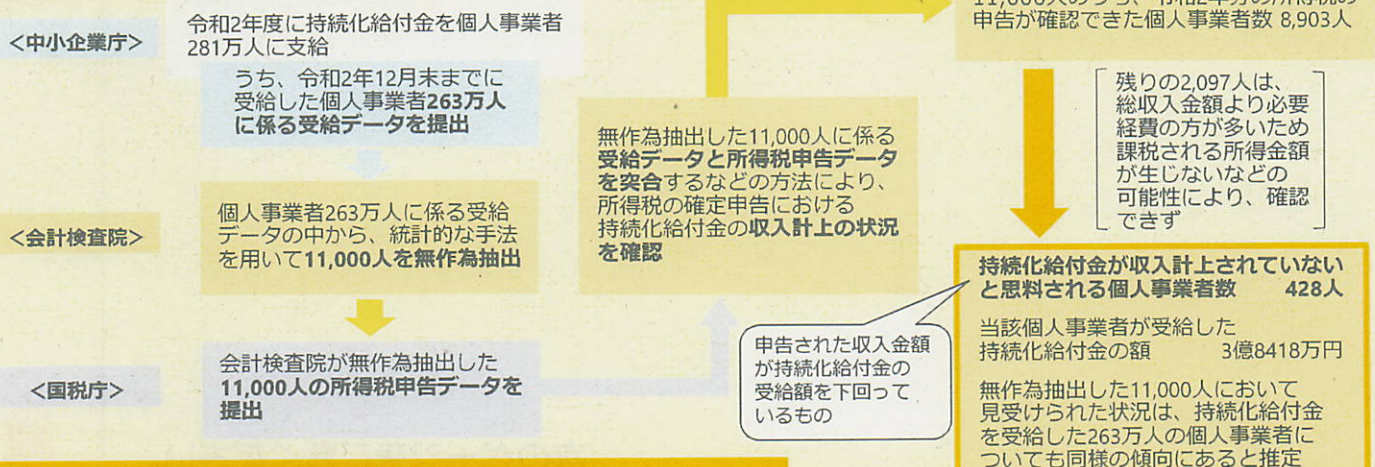 <中小企業庁>
令和2年度に持続化給付金を個人事業者
281万人に支給
うち、令和2年12月末までに
受給した個人事業者263万人
に係る受給データを提出
<会計検査院>
個人事業者263万人に係る受給
データの中から、統計的な手法
を用いて11,000人を無作為抽出
<国税庁>
会計検査院が無作為抽出した
11,000人の所得税申告データを
提出
無作為抽出した11,000人に係る
受給データと所得税申告データ
を突合するなどの方法により、
所得税の確定申告における
持続化給付金の収入計上の状況
を確認
11,000人のうち、令和2年分の所得税の
申告が確認できた個人事業者数 8,903人
残りの2,097人は、
総収入金額より必要
経費の方が多いため
課税される所得金額
が生じないなどの
可能性により、確認
できず
持続化給付金が収入計上されていない
と思料される個人事業者数 428人
当該個人事業者が受給した
持続化給付金の額 3億8418万円
無作為抽出した11,000人において
見受けられた状況は、持続化給付金
を受給した263万人の個人事業者に
ついても同様の傾向にあると推定
申告された収入金額
が持続化給付金の
受給額を下回って
いるもの